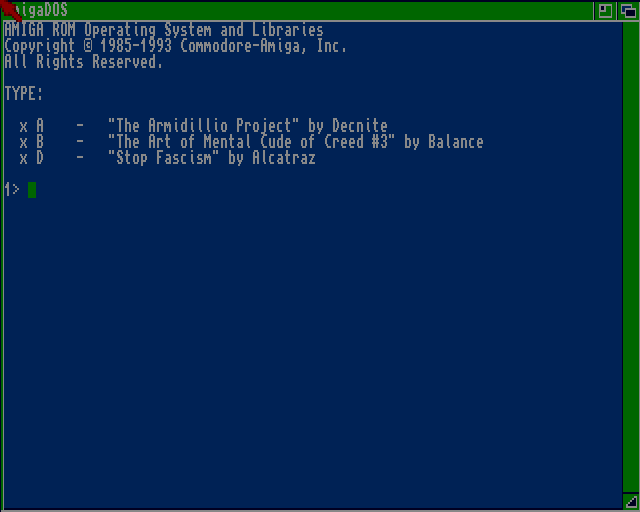 AmigaDOS
AMIGA ROM Operating System and Libraries
Copyright © 1985-1993 Commodore-Amiga, Inc.
All Rights Reserved.
TYPE:
x A - "The Armidillio Project" by Decnite
x B - "The Art of Mental Cude of Creed #3" by Balance
x D - "Stop Fascism" by Alcatraz
1>